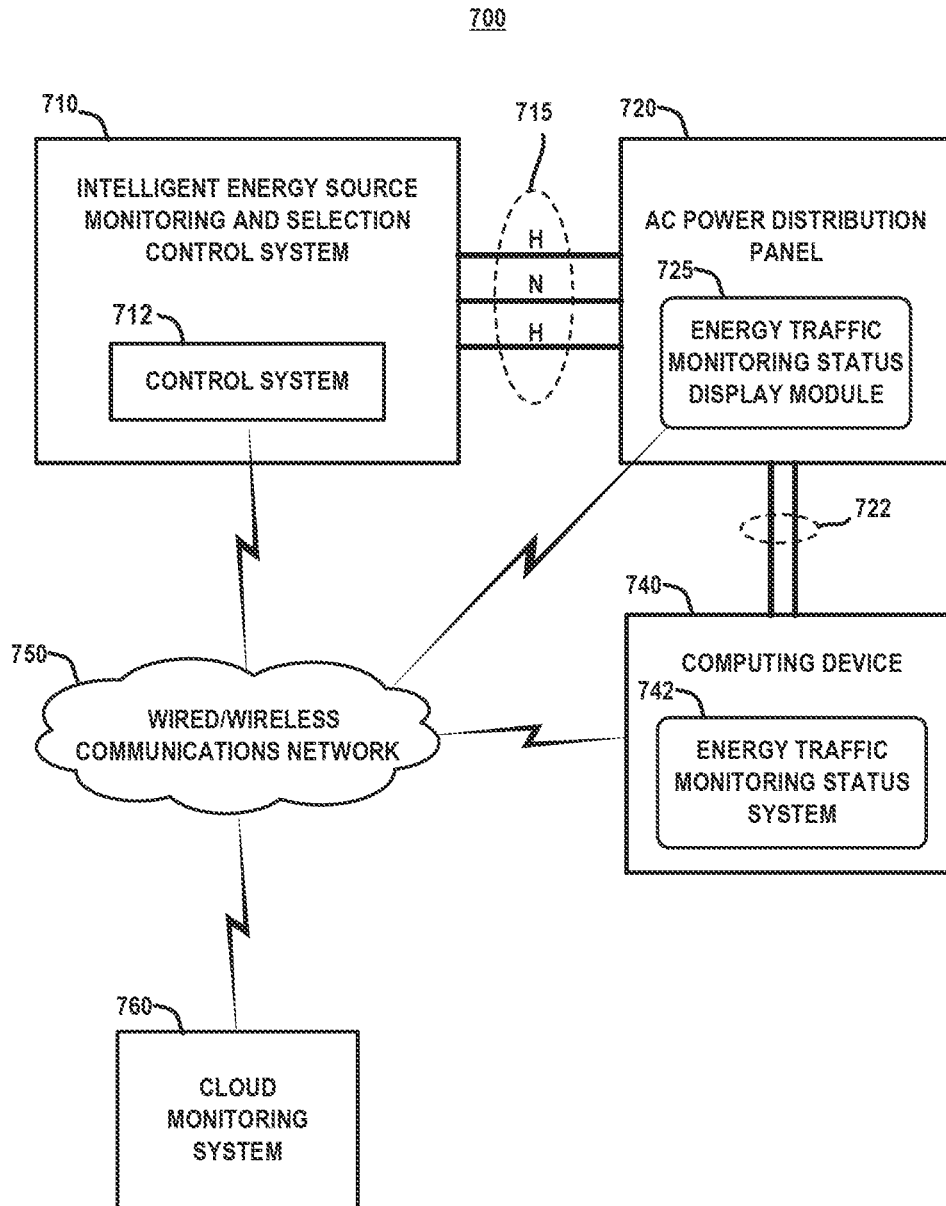 700
710
715
720
INTELLIGENT ENERGY SOURCE
MONITORING AND SELECTION
CONTROL SYSTEM
H
N
H
AC POWER DISTRIBUTION
PANEL
712
CONTROL SYSTEM
725
ENERGY TRAFFIC
MONITORING STATUS
DISPLAY MODULE
722
740
COMPUTING DEVICE
742
ENERGY TRAFFIC
MONITORING STATUS
SYSTEM
750
WIRED/WIRELESS
COMMUNICATIONS NETWORK
760
CLOUD
MONITORING
SYSTEM